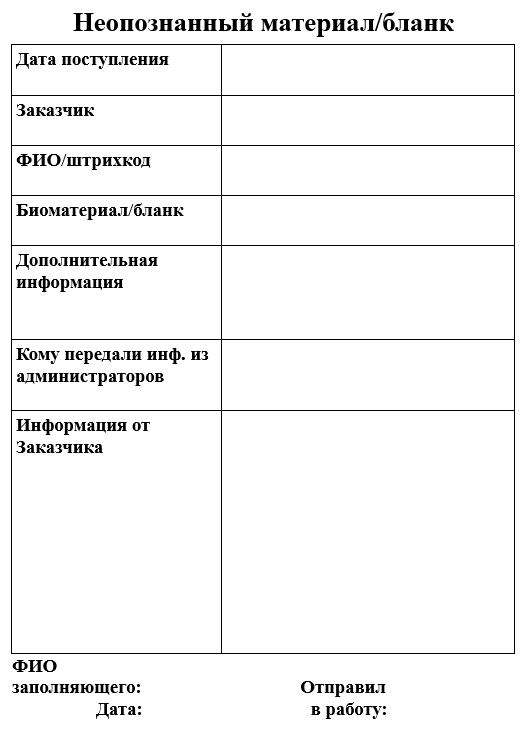 Неопознанный материал/бланк
Дата поступления
Заказчик
ФИО/штрихкод
Биоматериал/бланк
Дополнительная
информация
Кому передали инф. из
администраторов
Информация от
Заказчика
ФИО
заполняющего: Отправил
Дата: в работу: